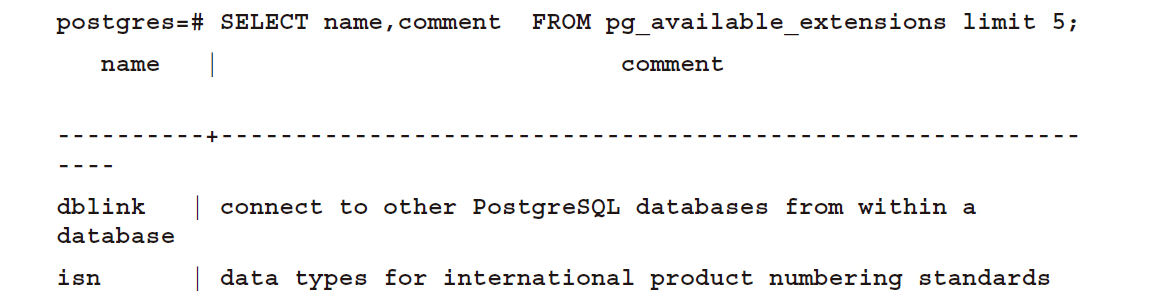 postgres=# SELECT name,comment  FROM pg_available_extensions limit 5;
   name   |                           comment
----------+----------------------------------------------------------
----
dblink   | connect to other PostgreSQL databases from within a
database
isn      | data types for international product numbering standards